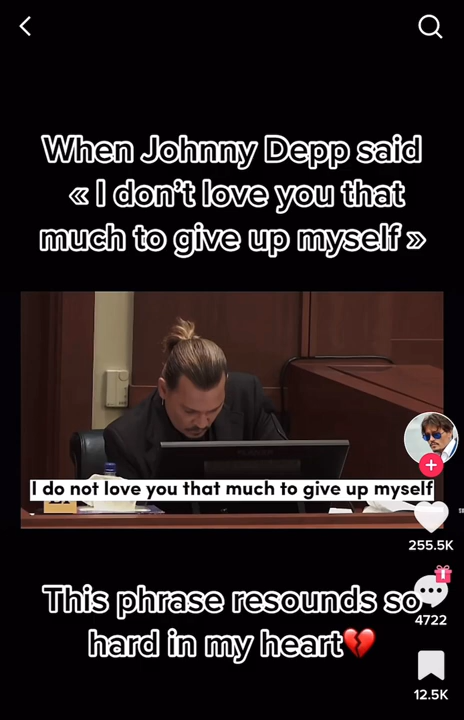 When Johnny Depp said
« I don't love you that
much to give up myself »
I do not love you that much to give up myself
255.5K
4722
This phrase resounds so
hard in my heart💔
12.5K